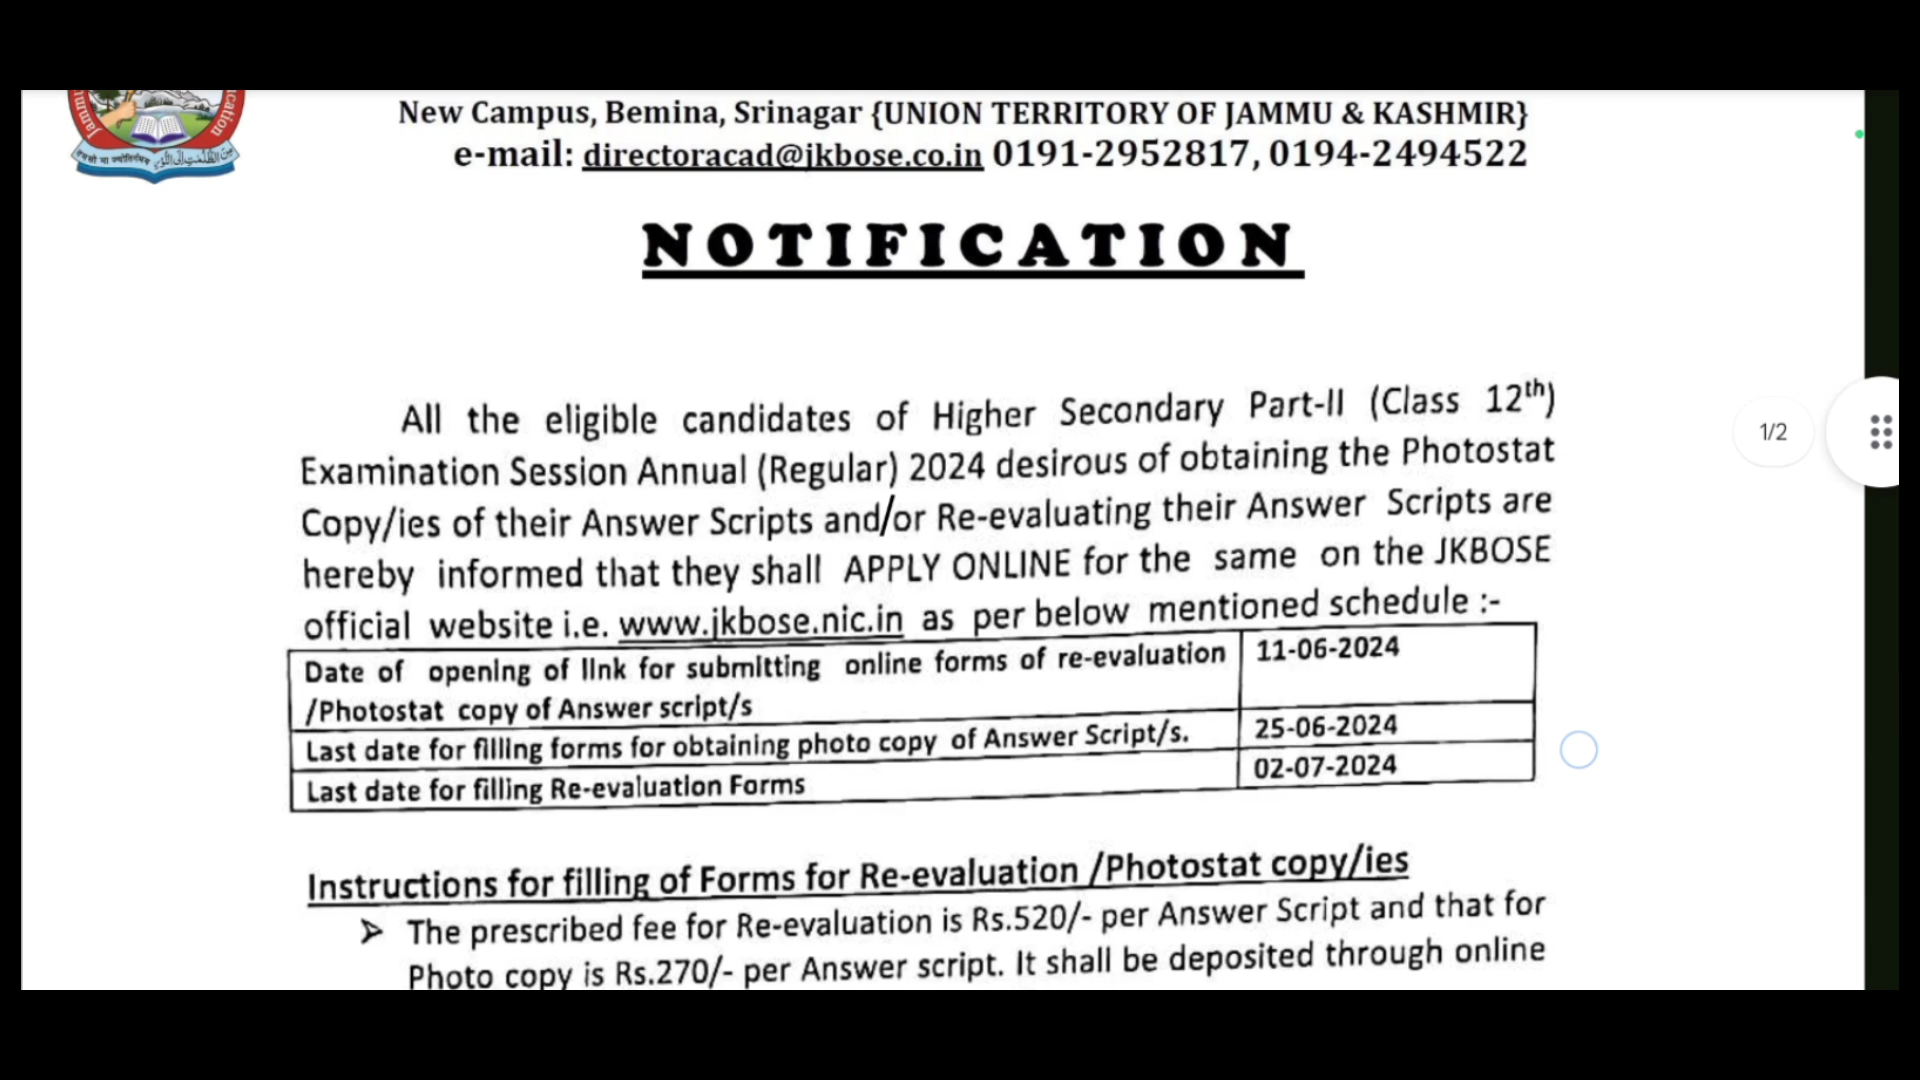 New Campus, Bemina, Srinagar {UNION TERRITORY OF JAMMU & KASHMIR}
e-mail: directoracad@jkbose.co.in 0191-2952817, 0194-2494522
NOTIFICATION
All the eligible candidates of Higher Secondary Part-II (Class 12th)
Examination Session Annual (Regular) 2024 desirous of obtaining the Photostat
Copy/ies of their Answer Scripts and/or Re-evaluating their Answer Scripts are
hereby informed that they shall APPLY ONLINE for the same on the JKBOSE
official website i.e. www.jkbose.nic.in as per below mentioned schedule :-
Date of opening of link for submitting online forms of re-evaluation 11-06-2024
/Photostat copy of Answer script/s
Last date for filling forms for obtaining photo copy of Answer Script/s. 25-06-2024
Last date for filling Re-evaluation Forms 02-07-2024
Instructions for filling of Forms for Re-evaluation /Photostat copy/ies
➢ The prescribed fee for Re-evaluation is Rs.520/- per Answer Script and that for
Photo copy is Rs.270/- per Answer script. It shall be deposited through online
1/2